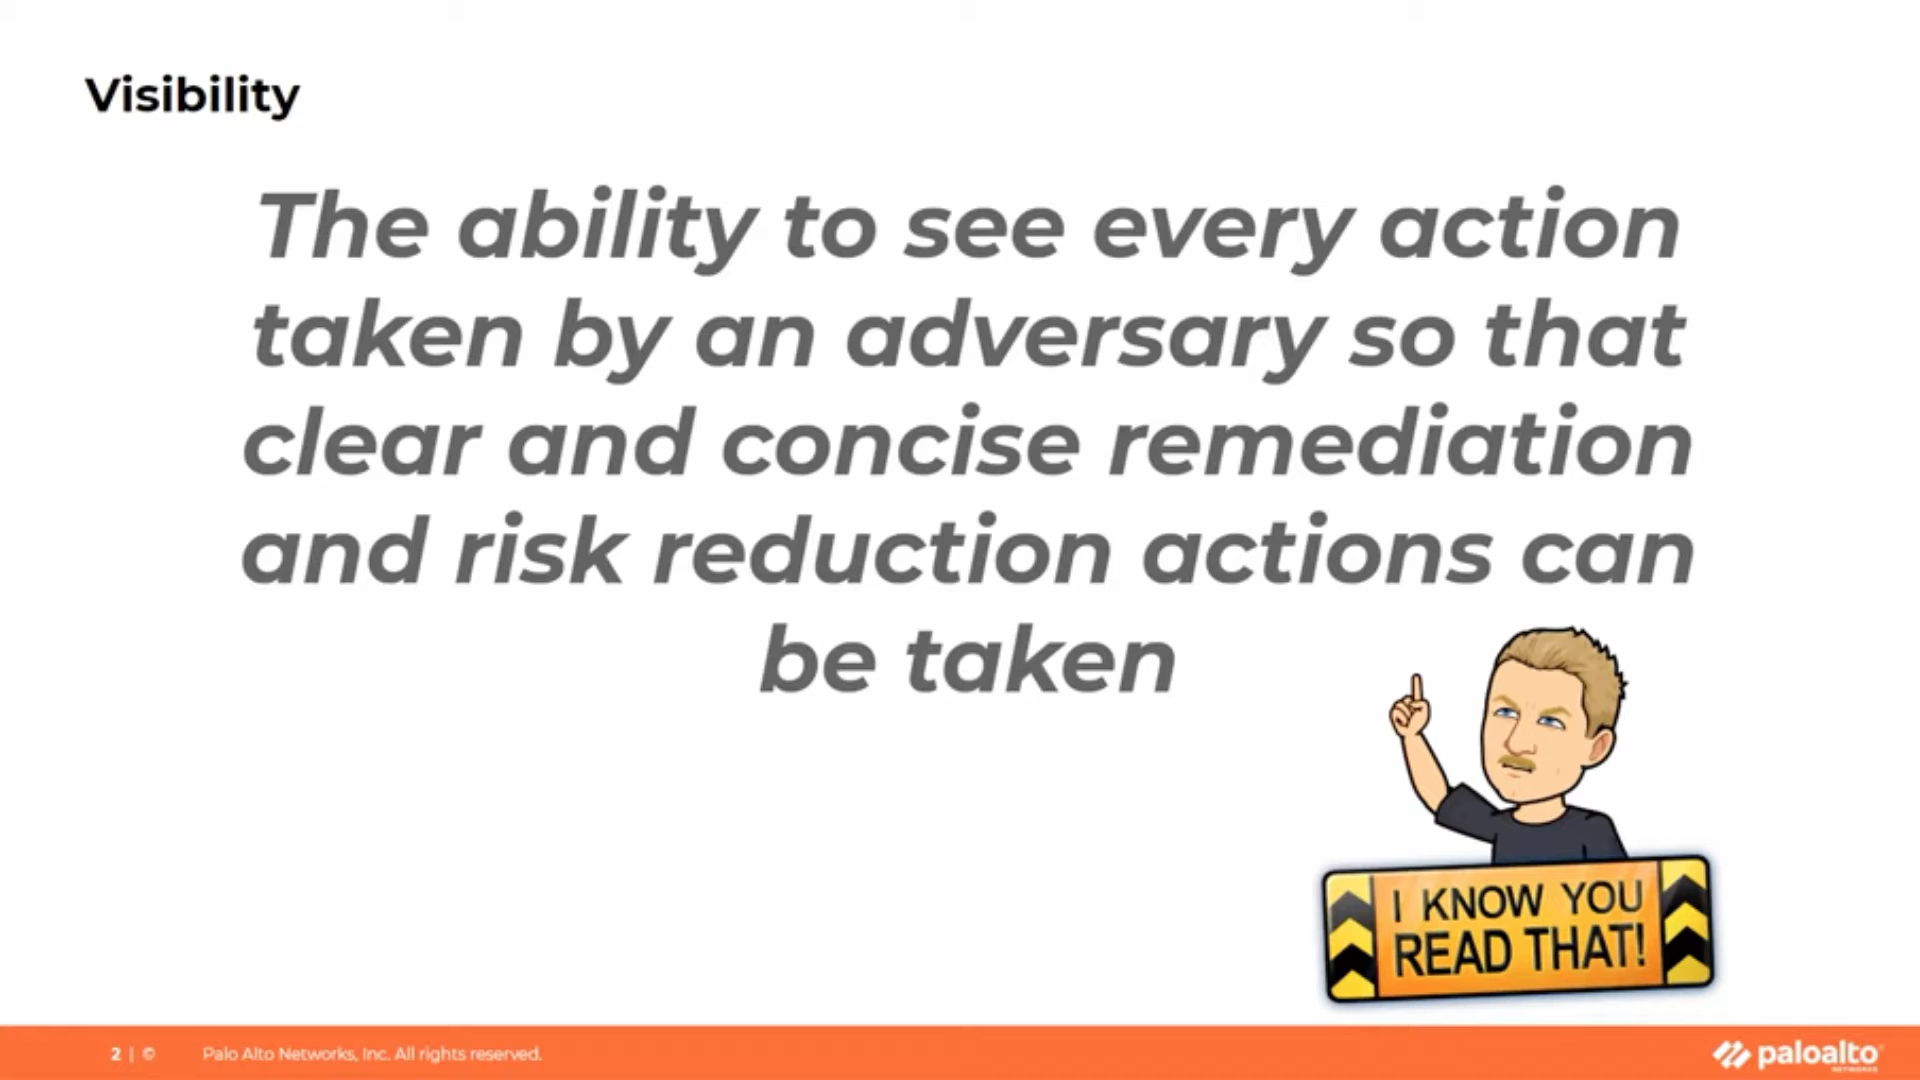 Visibility
The ability to see every action
taken by an adversary so that
clear and concise remediation
and risk reduction actions can
be taken
I KNOW YOU
READ THAT!
2 | © Palo Alto Networks, Inc. All rights reserved.
paloalto
NETWORKS